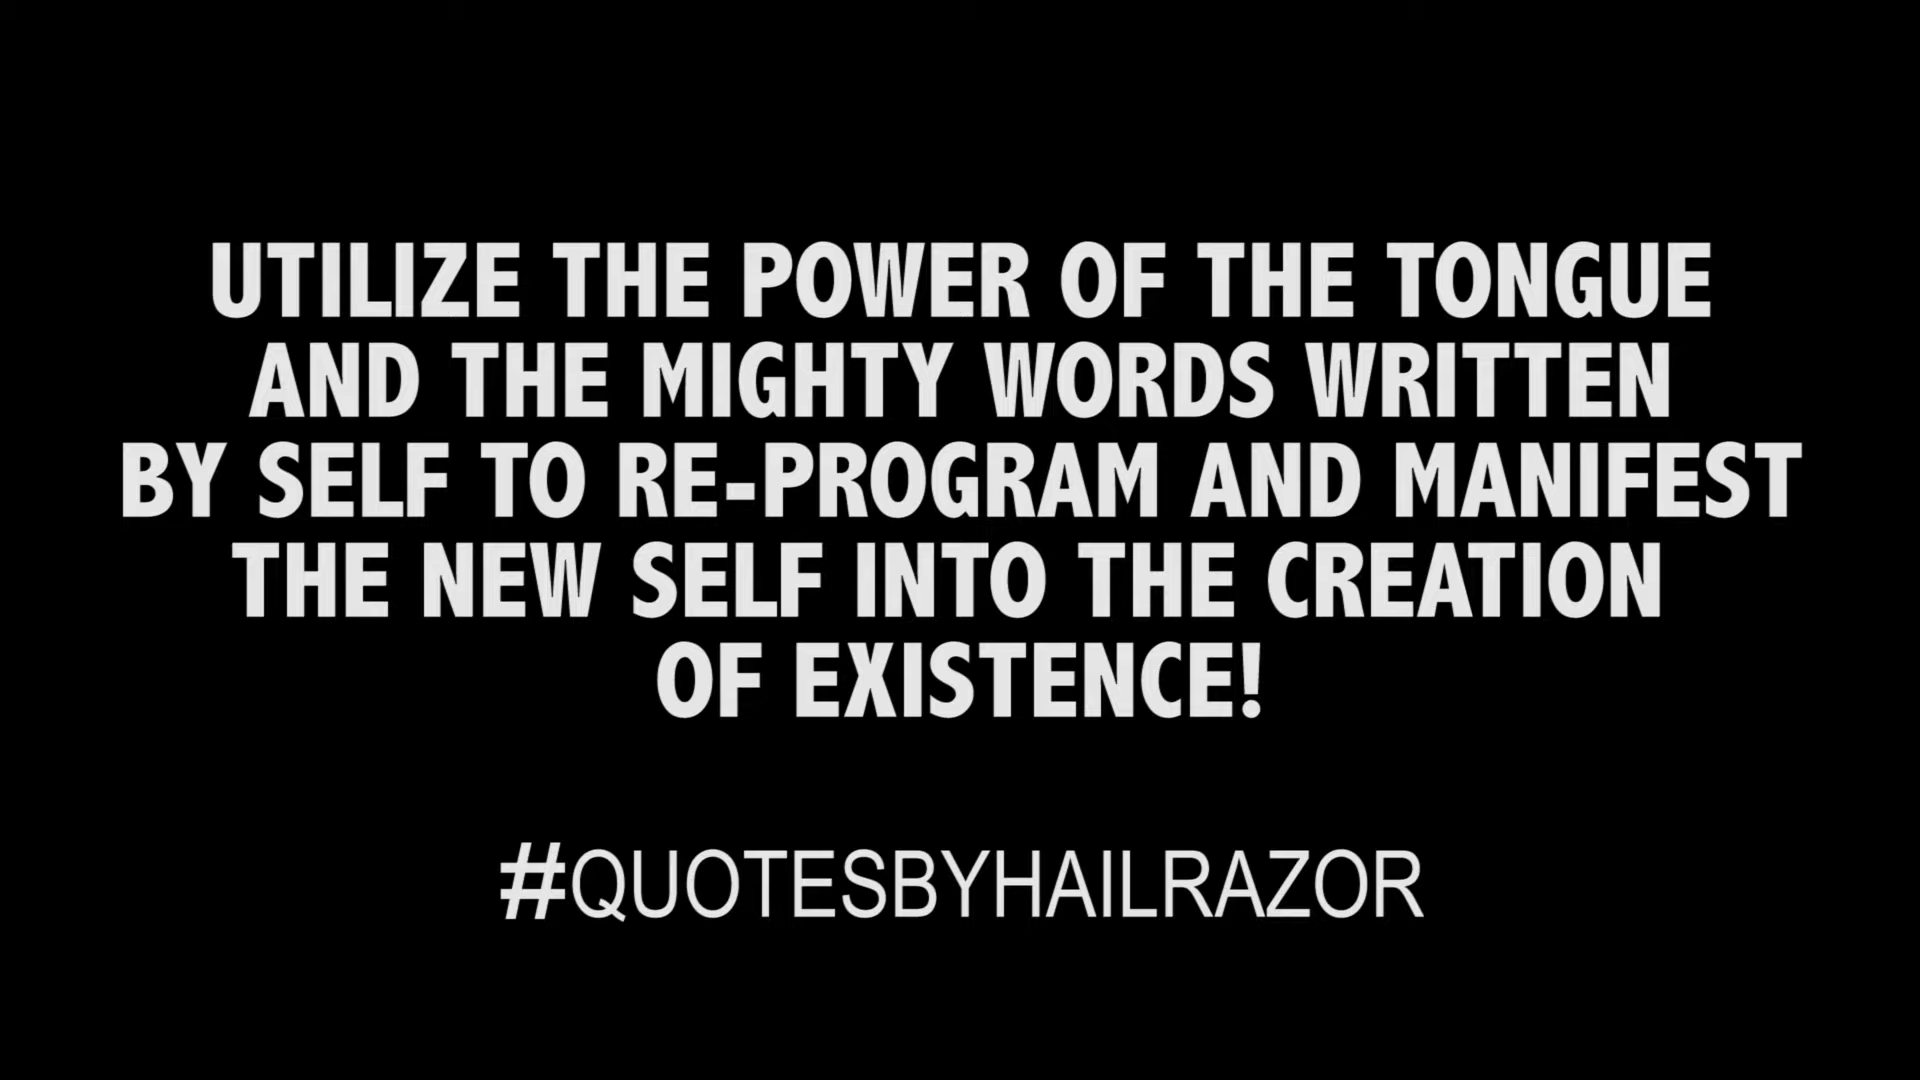 UTILIZE THE POWER OF THE TONGUE
AND THE MIGHTY WORDS WRITTEN
BY SELF TO RE-PROGRAM AND MANIFEST
THE NEW SELF INTO THE CREATION
OF EXISTENCE!
#QUOTESBYHAILRAZOR